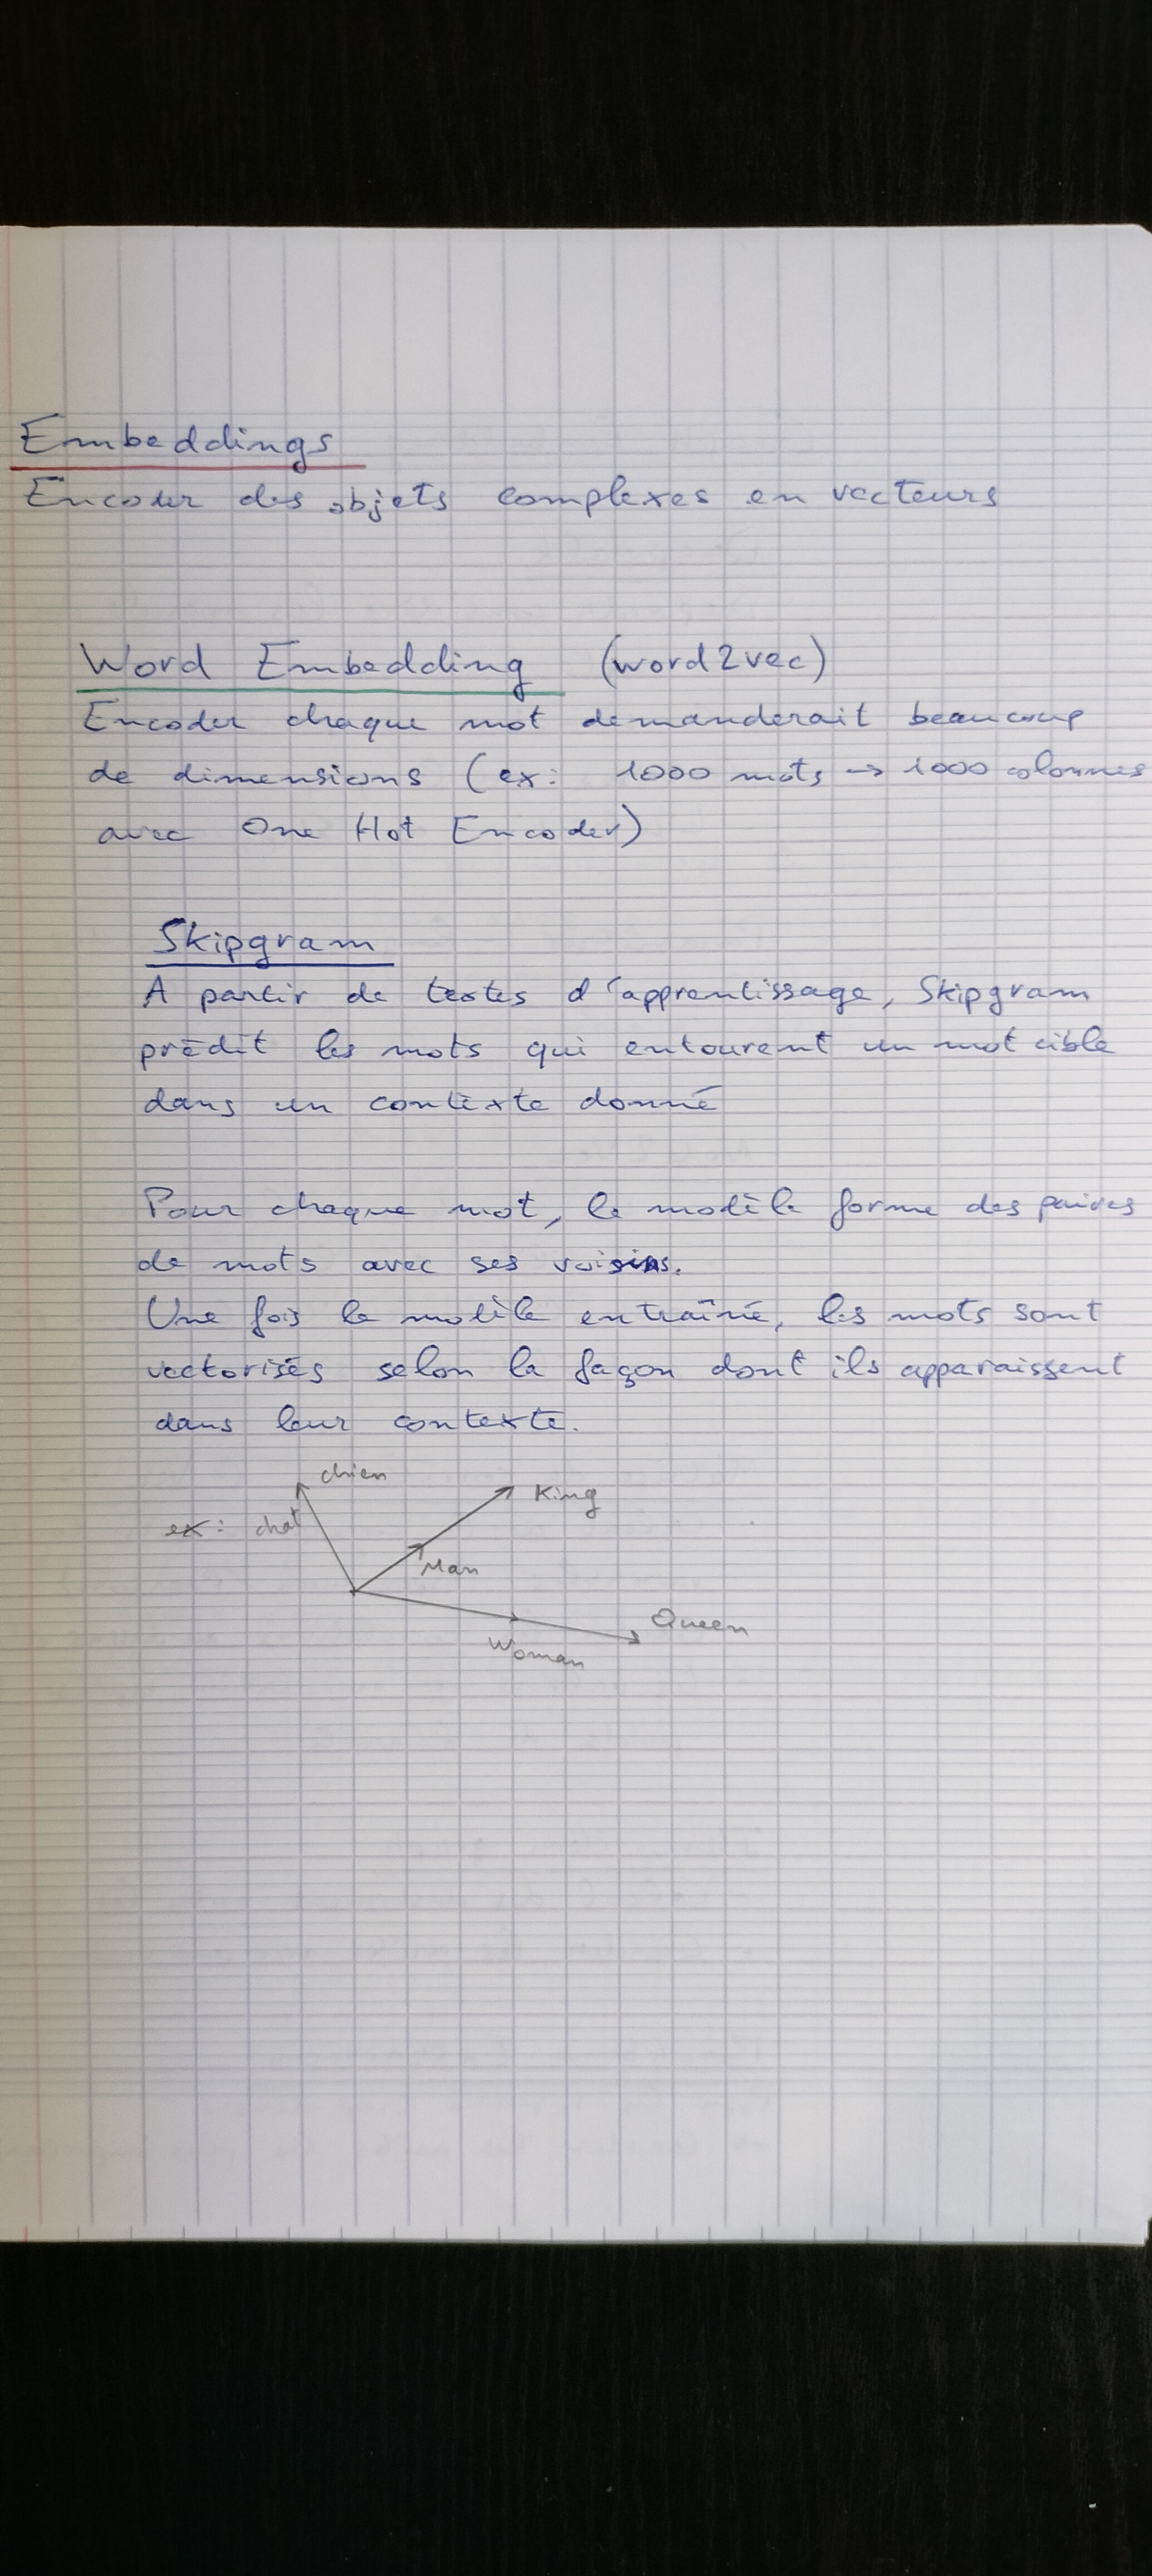 Embeddings
Encoder des objets complexes en vecteurs
Word Embedding (word2vec)
Encoder chaque mot demanderait beaucoup
de dimensions (ex: 1000 mots → 1000 colonnes
avec One Hot Encoder)
Skipgram
A partir de textes d'apprentissage, Skipgram
prédit les mots qui entourent un mot cible
dans un contexte donné
Pour chaque mot, le modèle forme des paires
de mots avec ses voisins.
Une fois le modèle entraîné, les mots sont
vectorisés selon la façon dont ils apparaissent
dans leur contexte.
chien
King
ex: chat
Man
Queen
Woman